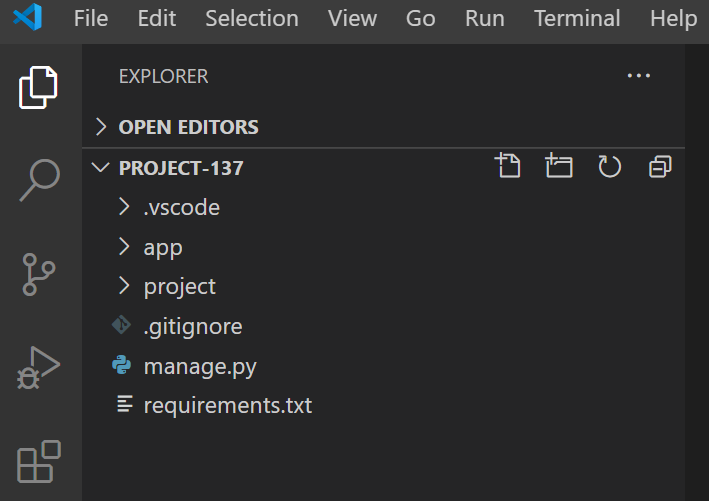 File Edit Selection View Go Run Terminal Help
EXPLORER
OPEN EDITORS
PROJECT-137
.vscode
app
project
.gitignore
manage.py
requirements.txt